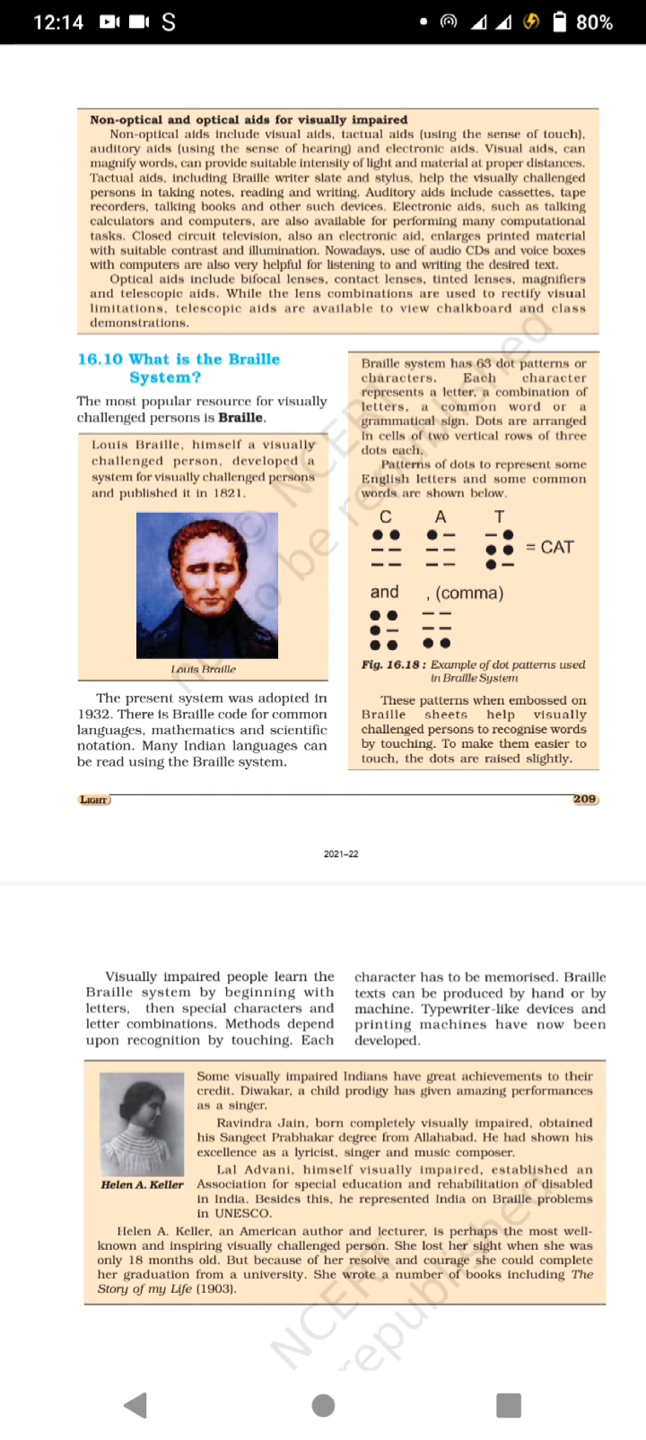 12:14 S 80%
Non-optical and optical aids for visually impaired
Non-optical aids include visual aids, tactual aids (using the sense of touch),
auditory aids (using the sense of hearing) and electronic aids. Visual aids, can
magnify words, can provide suitable intensity of light and material at proper distances.
Tactual aids, including Braille writer slate and stylus, help the visually challenged
persons in taking notes, reading and writing. Auditory aids include cassettes, tape
recorders, talking books and other such devices. Electronic aids, such as talking
calculators and computers, are also available for performing many computational
tasks. Closed circuit television, also an electronic aid, enlarges printed material
with suitable contrast and illumination. Nowadays, use of audio CDs and voice boxes
with computers are also very helpful for listening to and writing the desired text.
Optical aids include bifocal lenses, contact lenses, tinted lenses, magnifiers
and telescopic aids. While the lens combinations are used to rectify visual
limitations, telescopic aids are available to view chalkboard and class
demonstrations.
16.10 What is the Braille
System?
The most popular resource for visually
challenged persons is Braille.
Louis Braille, himself a visually
challenged person, developed a
system for visually challenged persons
and published it in 1821.
Louis Braille
The present system was adopted in
1932. There is Braille code for common
languages, mathematics and scientific
notation. Many Indian languages can
be read using the Braille system.
Braille system has 63 dot patterns or
characters. Each character
represents a letter, a combination of
letters, a common word or a
grammatical sign. Dots are arranged
in cells of two vertical rows of three
dots each.
Patterns of dots to represent some
English letters and some common
words are shown below.
C A T
= CAT
and , (comma)
Fig. 16.18 : Example of dot patterns used
in Braille System
These patterns when embossed on
Braille sheets help visually
challenged persons to recognise words
by touching. To make them easier to
touch, the dots are raised slightly.
LIGHT 209
2021–22
Visually impaired people learn the
Braille system by beginning with
letters, then special characters and
letter combinations. Methods depend
upon recognition by touching. Each
character has to be memorised. Braille
texts can be produced by hand or by
machine. Typewriter-like devices and
printing machines have now been
developed.
Helen A. Keller
Some visually impaired Indians have great achievements to their
credit. Diwakar, a child prodigy has given amazing performances
as a singer.
Ravindra Jain, born completely visually impaired, obtained
his Sangeet Prabhakar degree from Allahabad. He had shown his
excellence as a lyricist, singer and music composer.
Lal Advani, himself visually impaired, established an
Association for special education and rehabilitation of disabled
in India. Besides this, he represented India on Braille problems
in UNESCO.
Helen A. Keller, an American author and lecturer, is perhaps the most well-
known and inspiring visually challenged person. She lost her sight when she was
only 18 months old. But because of her resolve and courage she could complete
her graduation from a university. She wrote a number of books including The
Story of my Life (1903).
© NCERT
not to be republished
NCERT
republished